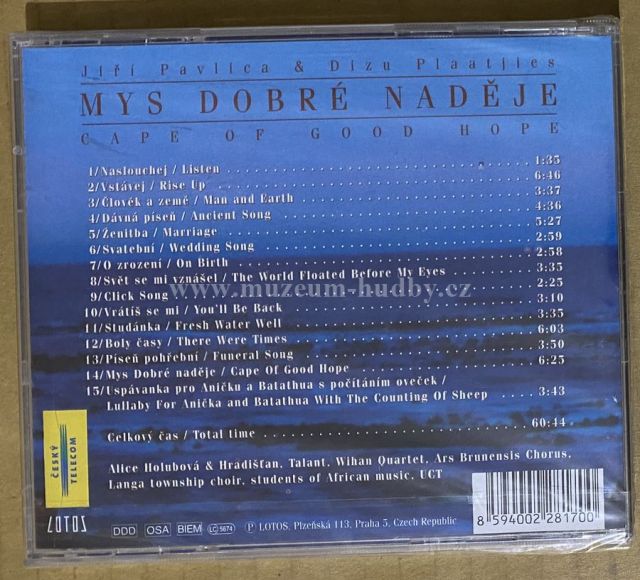 Jiří Pavlica & Dizu Plaatjies
MYS DOBRÉ NADĚJE
CAPE OF GOOD HOPE
1/Naslouchej / Listen 1:35
2/Vstávej / Rise Up 6:46
3/Člověk a země / Man and Earth 3:37
4/Dávná píseň / Ancient Song 4:36
5/Ženitba / Marriage 5:27
6/Svatební / Wedding Song 2:59
7/O zrození / On Birth 2:58
8/Svět se mi vznášel / The World Floated Before My Eyes 3:35
9/Click Song 2:25
10/Vrátíš se mi / You'll Be Back 3:10
11/Studánka / Fresh Water Well 3:35
12/Boly časy / There Were Times 6:03
13/Píseň pohřební / Funeral Song 3:50
14/Mys Dobré naděje / Cape Of Good Hope 6:25
15/Uspávanka pro Aničku a Batathua s počítáním oveček /
Lullaby For Anička and Batathua With The Counting Of Sheep 3:43
Celkový čas / Total time 60:44
www.muzeum-hudby.cz
Alice Holubová & Hradišťan, Talant, Wihan Quartet, Ars Brunensis Chorus,
Langa township choir, students of African music, UCT
ČESKÝ
TELECOM
LOTOS
DDD OSA BIEM LC 5674 Ⓟ LOTOS, Plzeňská 113, Praha 5, Czech Republic
8 594002 281700